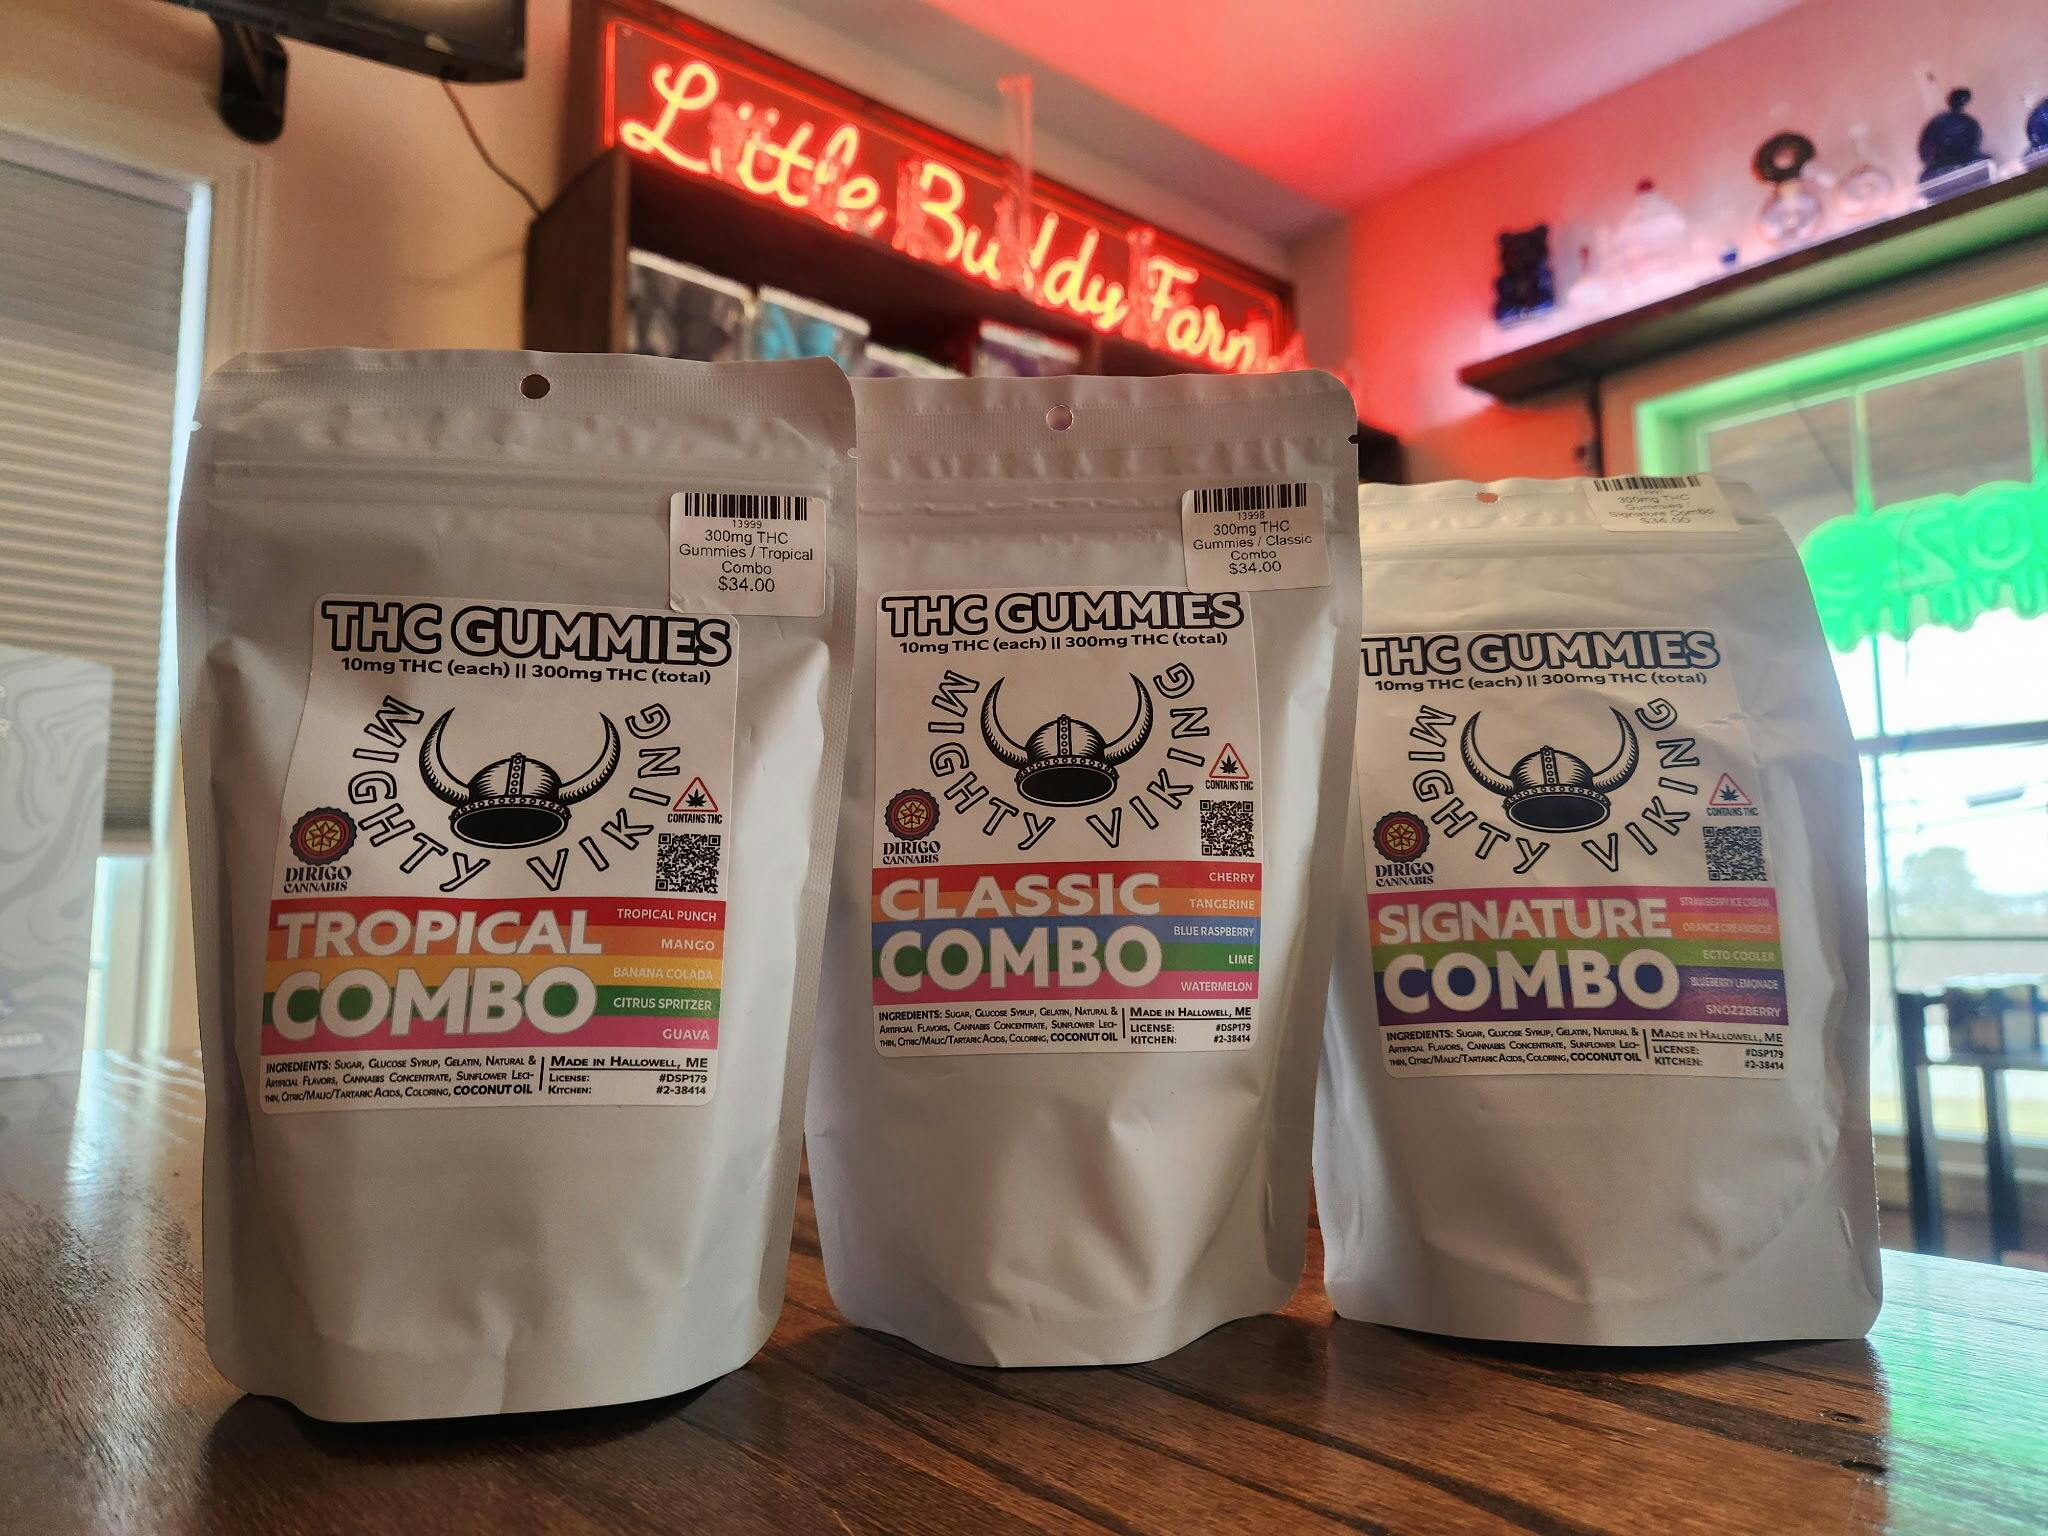 Little Buddy Farm
13999
300mg THC
Gummies / Tropical
Combo
$34.00
THC GUMMIES
10mg THC (each) || 300mg THC (total)
MIGHTY VIKING
CONTAINS THC
DIRIGO
CANNABIS
TROPICAL
COMBO
TROPICAL PUNCH
MANGO
BANANA COLADA
CITRUS SPRITZER
GUAVA
INGREDIENTS: SUGAR, GLUCOSE SYRUP, GELATIN, NATURAL &
ARTIFICIAL FLAVORS, CANNABIS CONCENTRATE, SUNFLOWER LECI-
THIN, CITRIC/MALIC/TARTARIC ACIDS, COLORING, COCONUT OIL
MADE IN HALLOWELL, ME
LICENSE: #DSP179
KITCHEN: #2-38414
13998
300mg THC
Gummies / Classic
Combo
$34.00
THC GUMMIES
10mg THC (each) || 300mg THC (total)
MIGHTY VIKING
CONTAINS THC
DIRIGO
CANNABIS
CLASSIC
COMBO
CHERRY
TANGERINE
BLUE RASPBERRY
LIME
WATERMELON
INGREDIENTS: SUGAR, GLUCOSE SYRUP, GELATIN, NATURAL &
ARTIFICIAL FLAVORS, CANNABIS CONCENTRATE, SUNFLOWER LECI-
THIN, CITRIC/MALIC/TARTARIC ACIDS, COLORING, COCONUT OIL
MADE IN HALLOWELL, ME
LICENSE: #DSP179
KITCHEN: #2-38414
300mg THC
Gummies /
Signature Combo
$34.00
THC GUMMIES
10mg THC (each) || 300mg THC (total)
MIGHTY VIKING
CONTAINS THC
DIRIGO
CANNABIS
SIGNATURE
COMBO
STRAWBERRY ICE CREAM
ORANGE CREAMSICLE
ECTO COOLER
BLUEBERRY LEMONADE
SNOZZBERRY
INGREDIENTS: SUGAR, GLUCOSE SYRUP, GELATIN, NATURAL &
ARTIFICIAL FLAVORS, CANNABIS CONCENTRATE, SUNFLOWER LECI-
THIN, CITRIC/MALIC/TARTARIC ACIDS, COLORING, COCONUT OIL
MADE IN HALLOWELL, ME
LICENSE: #DSP179
KITCHEN: #2-38414